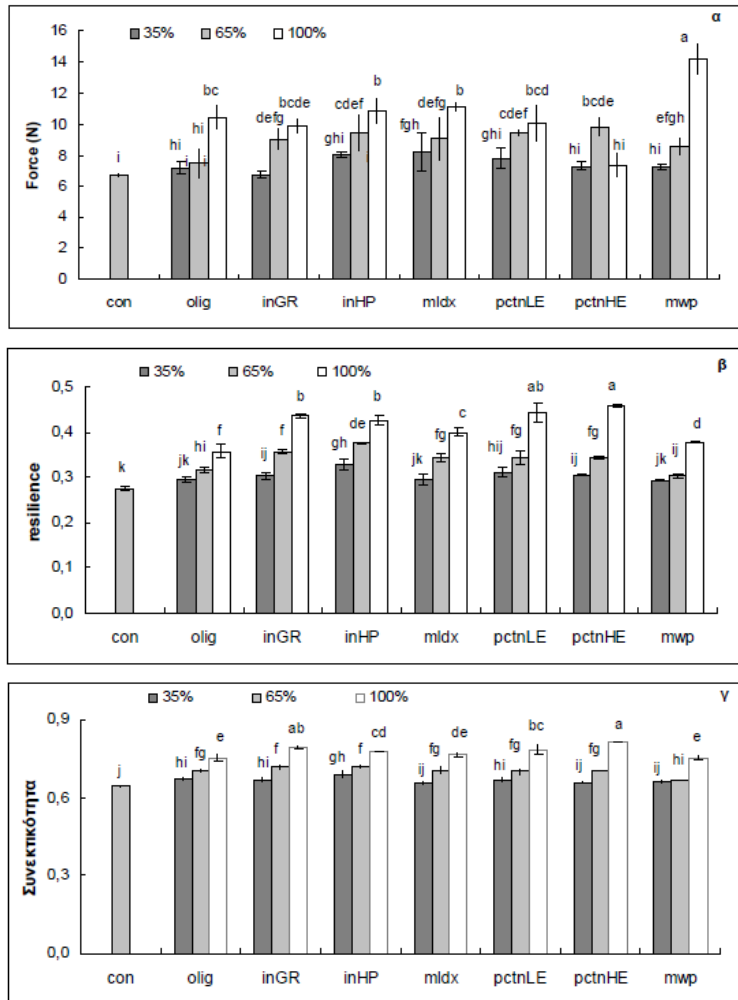 α
35% 65% 100%
Force (N)
16
14
12
10
8
6
4
2
0
i
hi hi bc
defg bcde
ghi cdef b
fgh defg b
ghi cdef bcd
hi bcde hi
hi efgh a
con olig inGR inHP mldx pctnLE pctnHE mwp
β
35% 65% 100%
resilience
0,5
0,4
0,3
0,2
0,1
0,0
k
jk hi f
ij f b
gh de b
jk fg c
hij fg ab
ij fg a
jk ij d
con olig inGR inHP mldx pctnLE pctnHE mwp
γ
35% 65% 100%
Συνεκτικότητα
0,9
0,6
0,3
0,0
j
hi fg e
hi f ab
gh f cd
ij fg de
hi fg bc
ij fg a
ij hi e
con olig inGR inHP mldx pctnLE pctnHE mwp